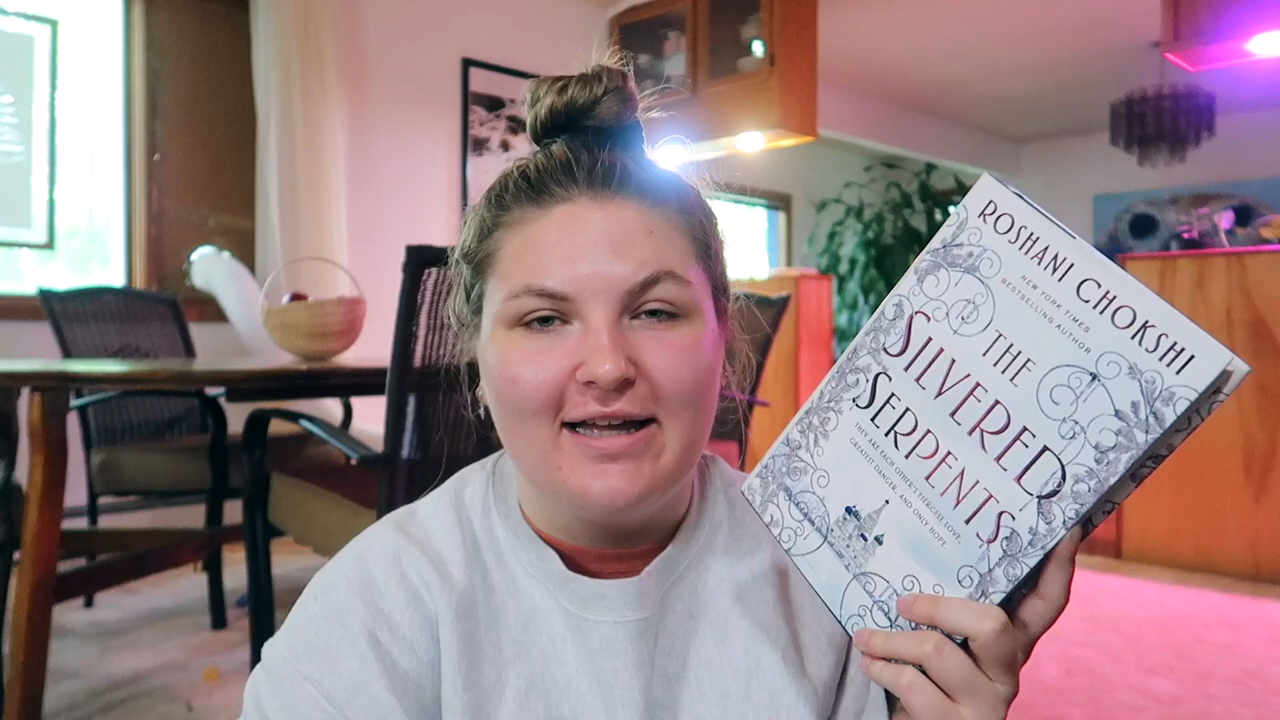 ROSHANI CHOKSHI
NEW YORK TIMES
BESTSELLING AUTHOR
THE
SILVERED
SERPENTS
THEY ARE EACH OTHER'S FIERCEST LOVE,
GREATEST DANGER, AND ONLY HOPE.